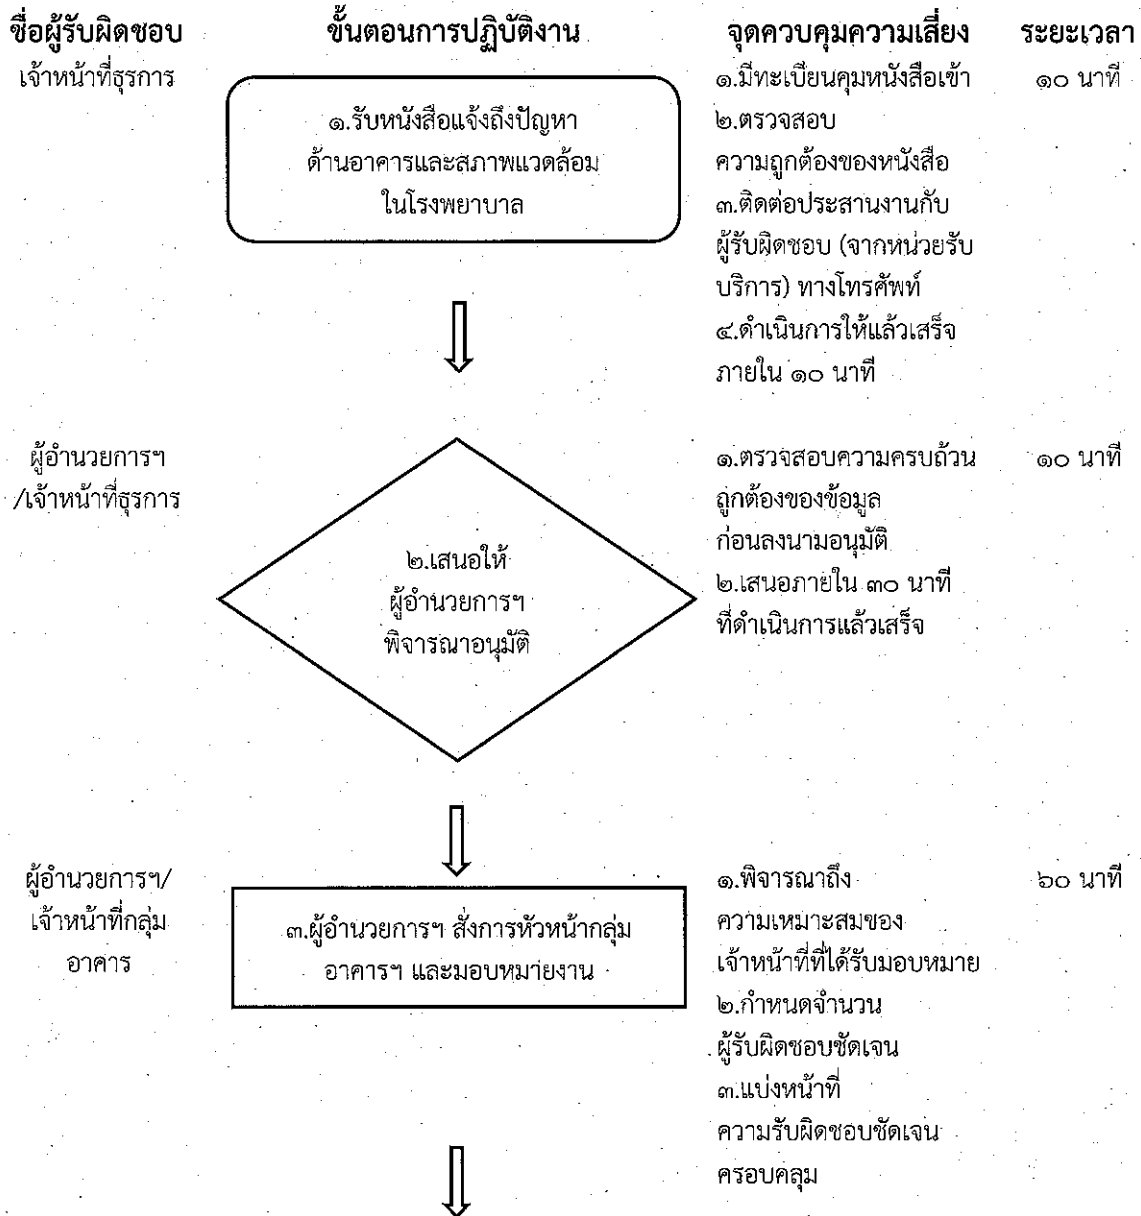 ชื่อผู้รับผิดชอบ ขั้นตอนการปฏิบัติงาน จุดควบคุมความเสี่ยง ระยะเวลา
เจ้าหน้าที่ธุรการ
๑.รับหนังสือแจ้งถึงปัญหา
ด้านอาคารและสภาพแวดล้อม
ในโรงพยาบาล
๑.มีทะเบียนคุมหนังสือเข้า
๒.ตรวจสอบ
ความถูกต้องของหนังสือ
๓.ติดต่อประสานงานกับ
ผู้รับผิดชอบ (จากหน่วยรับ
บริการ) ทางโทรศัพท์
๔.ดำเนินการให้แล้วเสร็จ
ภายใน ๑๐ นาที
๑๐ นาที
ผู้อำนวยการฯ
/เจ้าหน้าที่ธุรการ
๒.เสนอให้
ผู้อำนวยการฯ
พิจารณาอนุมัติ
๑.ตรวจสอบความครบถ้วน
ถูกต้องของข้อมูล
ก่อนลงนามอนุมัติ
๒.เสนอภายใน ๓๐ นาที
ที่ดำเนินการแล้วเสร็จ
๑๐ นาที
ผู้อำนวยการฯ/
เจ้าหน้าที่กลุ่ม
อาคาร
๓.ผู้อำนวยการฯ สั่งการหัวหน้ากลุ่ม
อาคารฯ และมอบหมายงาน
๑.พิจารณาถึง
ความเหมาะสมของ
เจ้าหน้าที่ที่ได้รับมอบหมาย
๒.กำหนดจำนวน
ผู้รับผิดชอบชัดเจน
๓.แบ่งหน้าที่
ความรับผิดชอบชัดเจน
ครอบคลุม
๖๐ นาที